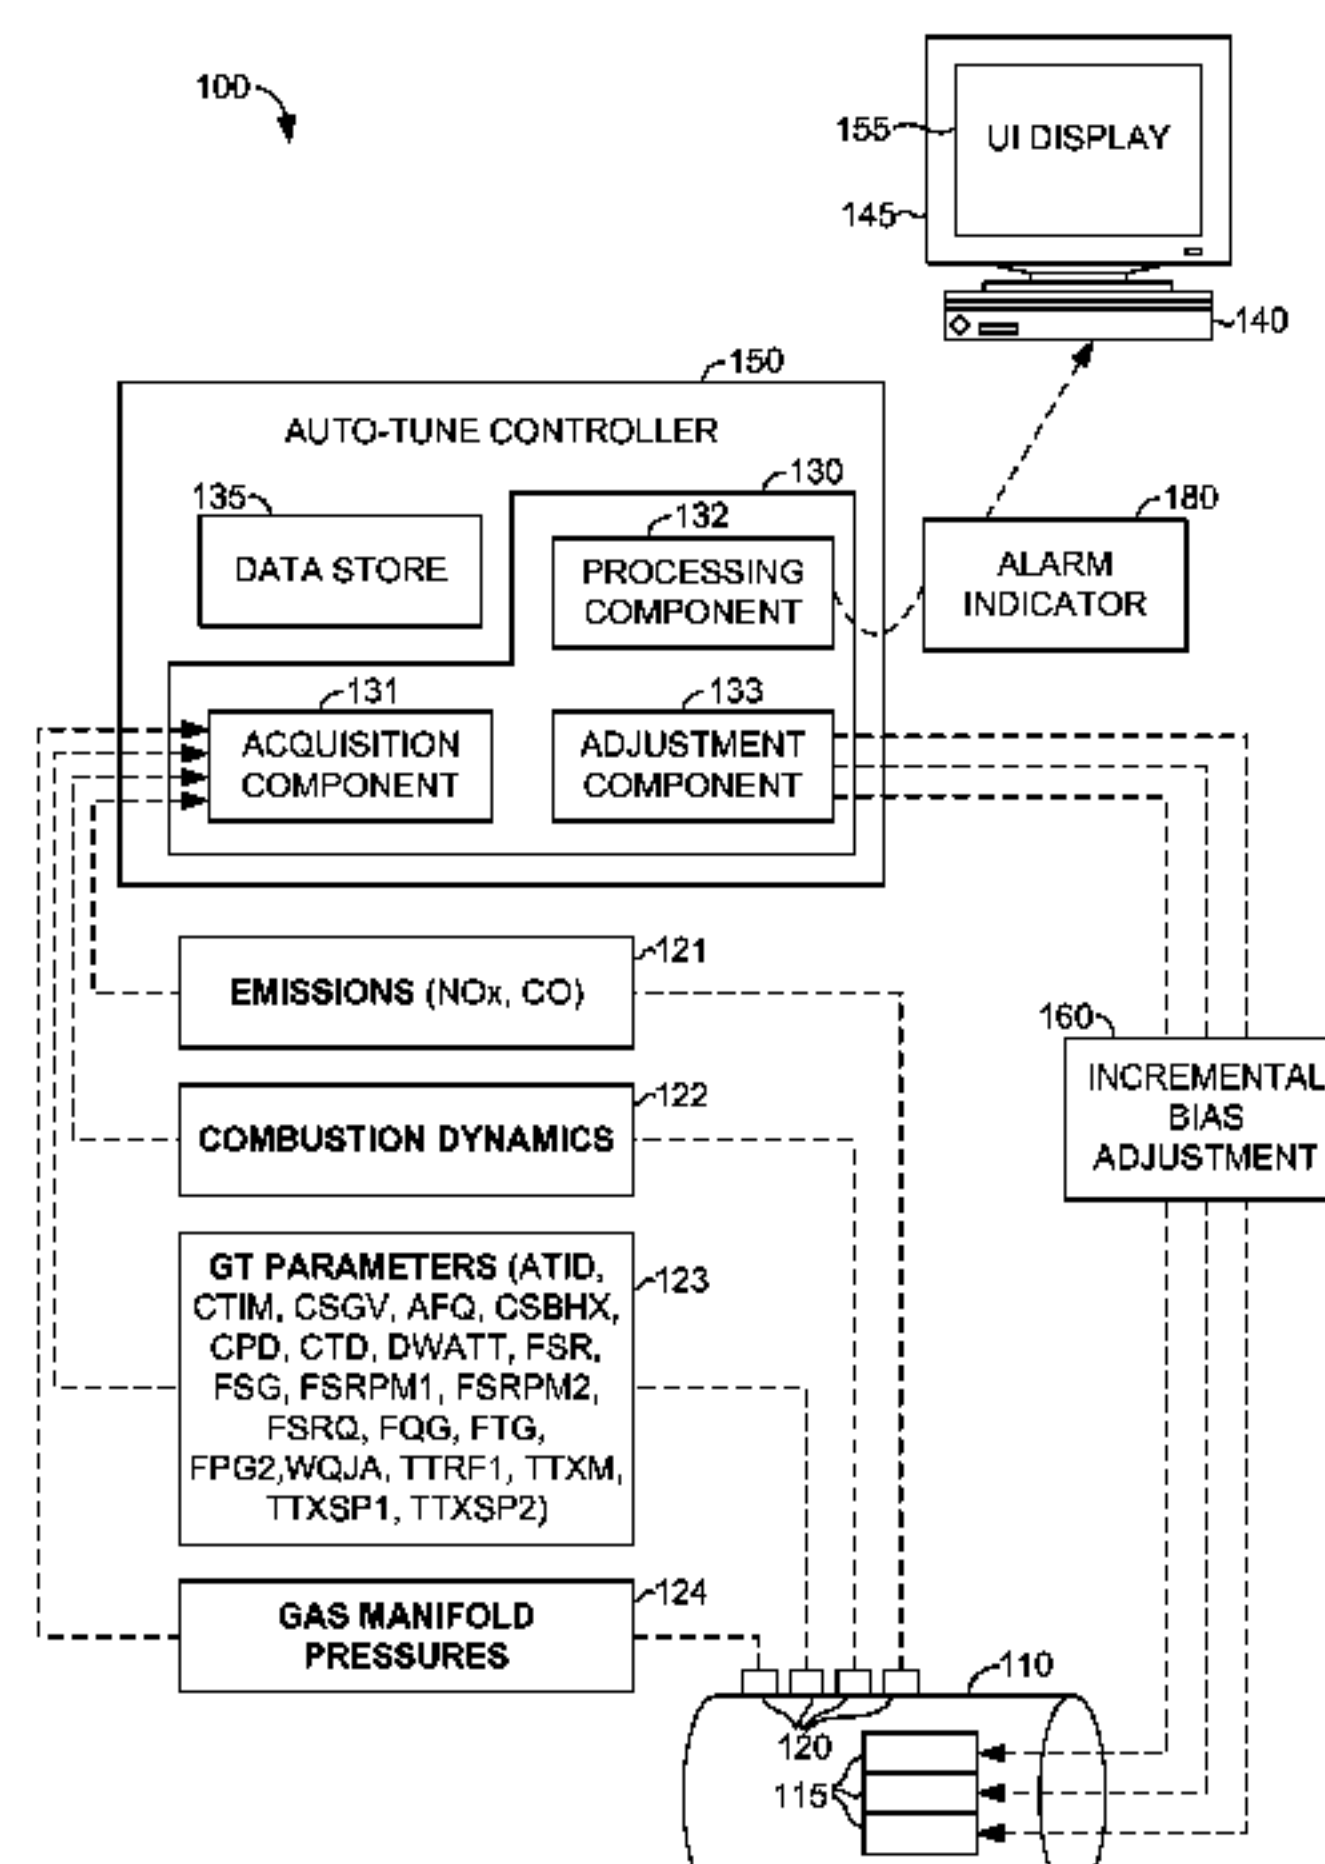 100
155
UI DISPLAY
145
140
150
AUTO-TUNE CONTROLLER
130
135
132
180
DATA STORE
PROCESSING
COMPONENT
ALARM
INDICATOR
131
133
ACQUISITION
COMPONENT
ADJUSTMENT
COMPONENT
121
EMISSIONS (NOx, CO)
160
INCREMENTAL
BIAS
ADJUSTMENT
122
COMBUSTION DYNAMICS
123
GT PARAMETERS (ATID,
CTIM, CSGV, AFQ, CSBHX,
CPD, CTD, DWATT, FSR,
FSG, FSRPM1, FSRPM2,
FSRQ, FQG, FTG,
FPG2,WQJA, TTRF1, TTXM,
TTXSP1, TTXSP2)
124
GAS MANIFOLD
PRESSURES
110
120
115